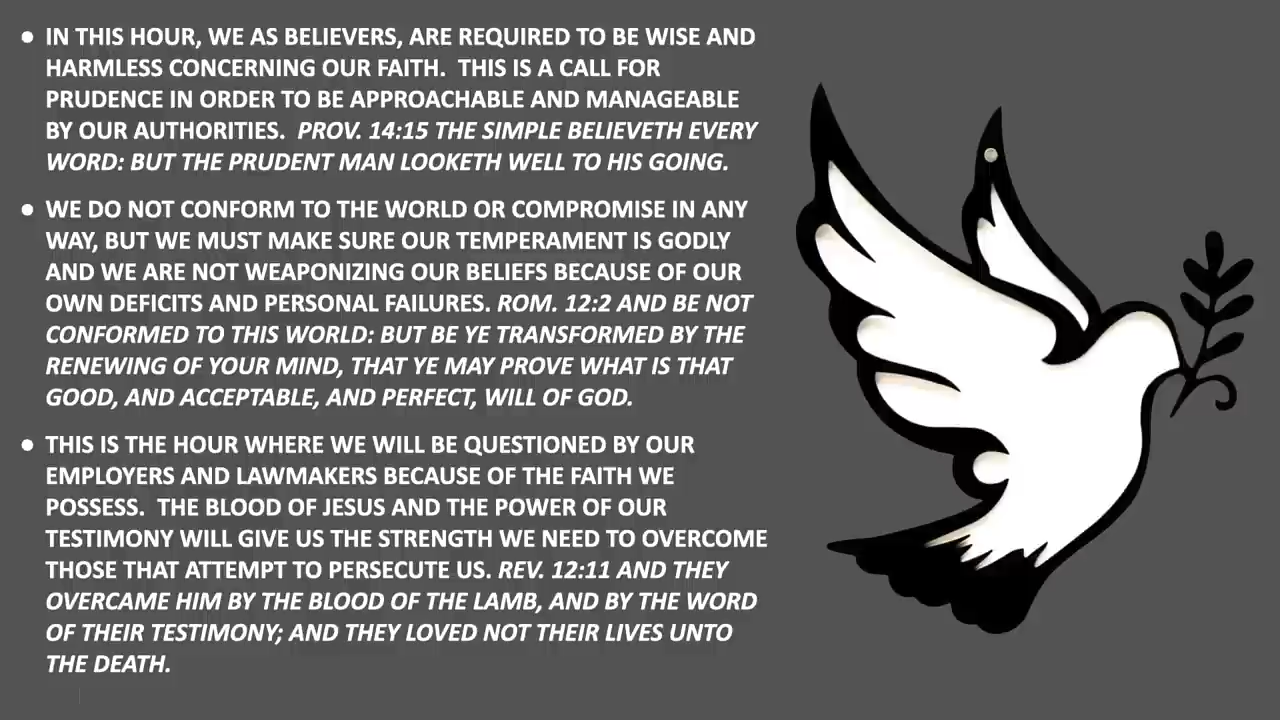 • IN THIS HOUR, WE AS BELIEVERS, ARE REQUIRED TO BE WISE AND
HARMLESS CONCERNING OUR FAITH.  THIS IS A CALL FOR
PRUDENCE IN ORDER TO BE APPROACHABLE AND MANAGEABLE
BY OUR AUTHORITIES.  PROV. 14:15 THE SIMPLE BELIEVETH EVERY
WORD: BUT THE PRUDENT MAN LOOKETH WELL TO HIS GOING.
• WE DO NOT CONFORM TO THE WORLD OR COMPROMISE IN ANY
WAY, BUT WE MUST MAKE SURE OUR TEMPERAMENT IS GODLY
AND WE ARE NOT WEAPONIZING OUR BELIEFS BECAUSE OF OUR
OWN DEFICITS AND PERSONAL FAILURES. ROM. 12:2 AND BE NOT
CONFORMED TO THIS WORLD: BUT BE YE TRANSFORMED BY THE
RENEWING OF YOUR MIND, THAT YE MAY PROVE WHAT IS THAT
GOOD, AND ACCEPTABLE, AND PERFECT, WILL OF GOD.
• THIS IS THE HOUR WHERE WE WILL BE QUESTIONED BY OUR
EMPLOYERS AND LAWMAKERS BECAUSE OF THE FAITH WE
POSSESS.  THE BLOOD OF JESUS AND THE POWER OF OUR
TESTIMONY WILL GIVE US THE STRENGTH WE NEED TO OVERCOME
THOSE THAT ATTEMPT TO PERSECUTE US. REV. 12:11 AND THEY
OVERCAME HIM BY THE BLOOD OF THE LAMB, AND BY THE WORD
OF THEIR TESTIMONY; AND THEY LOVED NOT THEIR LIVES UNTO
THE DEATH.